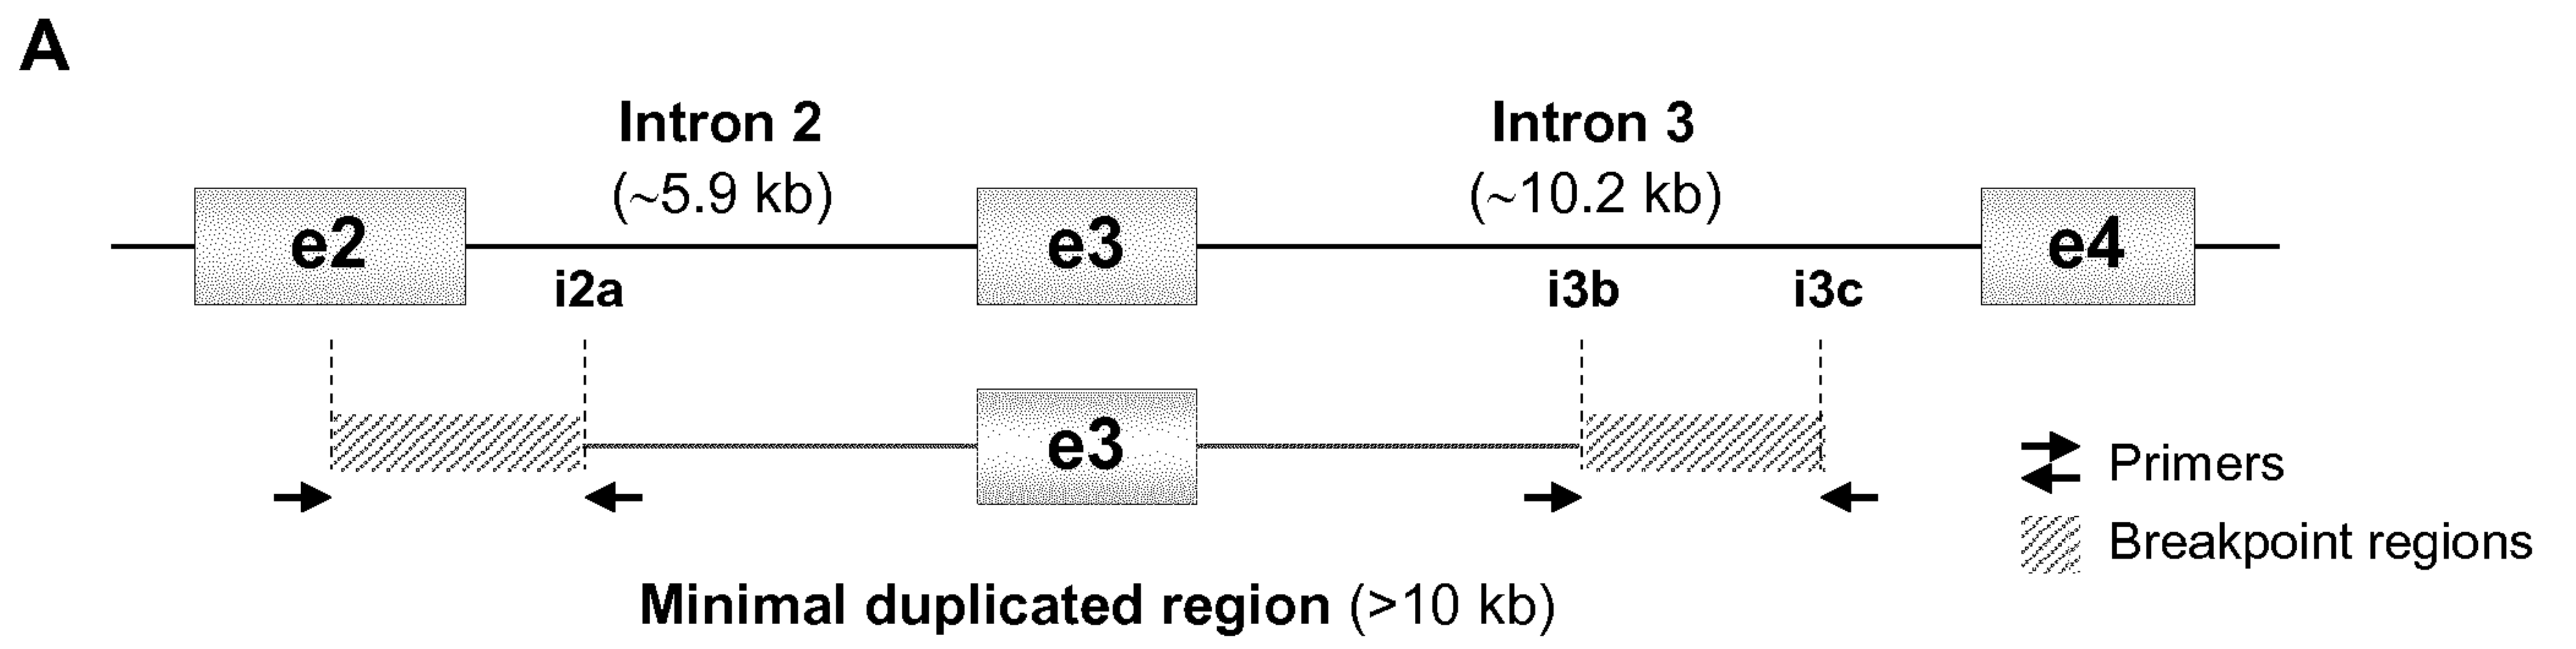 A
Intron 2
(~5.9 kb)
Intron 3
(~10.2 kb)
e2
e3
e4
i2a
i3b
i3c
e3
Primers
Breakpoint regions
Minimal duplicated region (>10 kb)